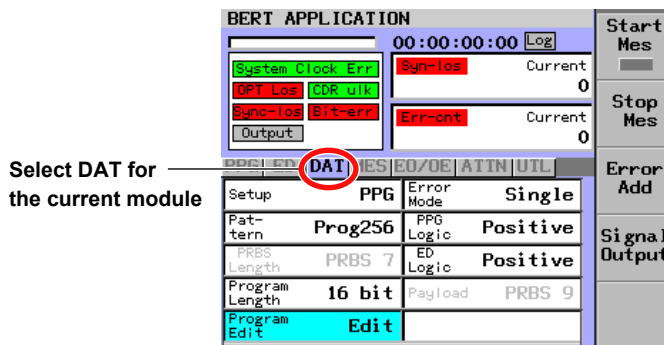 BERT APPLICATION
00:00:00:00 Log
System Clock Err
OPT Los CDR ulk
Sync-los Bit-err
Output
Syn-los Current
0
Err-cnt Current
0
Start
Mes
Stop
Mes
Error
Add
Signal
Output
Select DAT for
the current module
PPG ED DAT MES EO/OE ATTN UTL
Setup PPG
Error
Mode Single
Pat-
tern Prog256
PPG
Logic Positive
PRBS
Length PRBS 7
ED
Logic Positive
Program
Length 16 bit
Payload PRBS 9
Program
Edit Edit